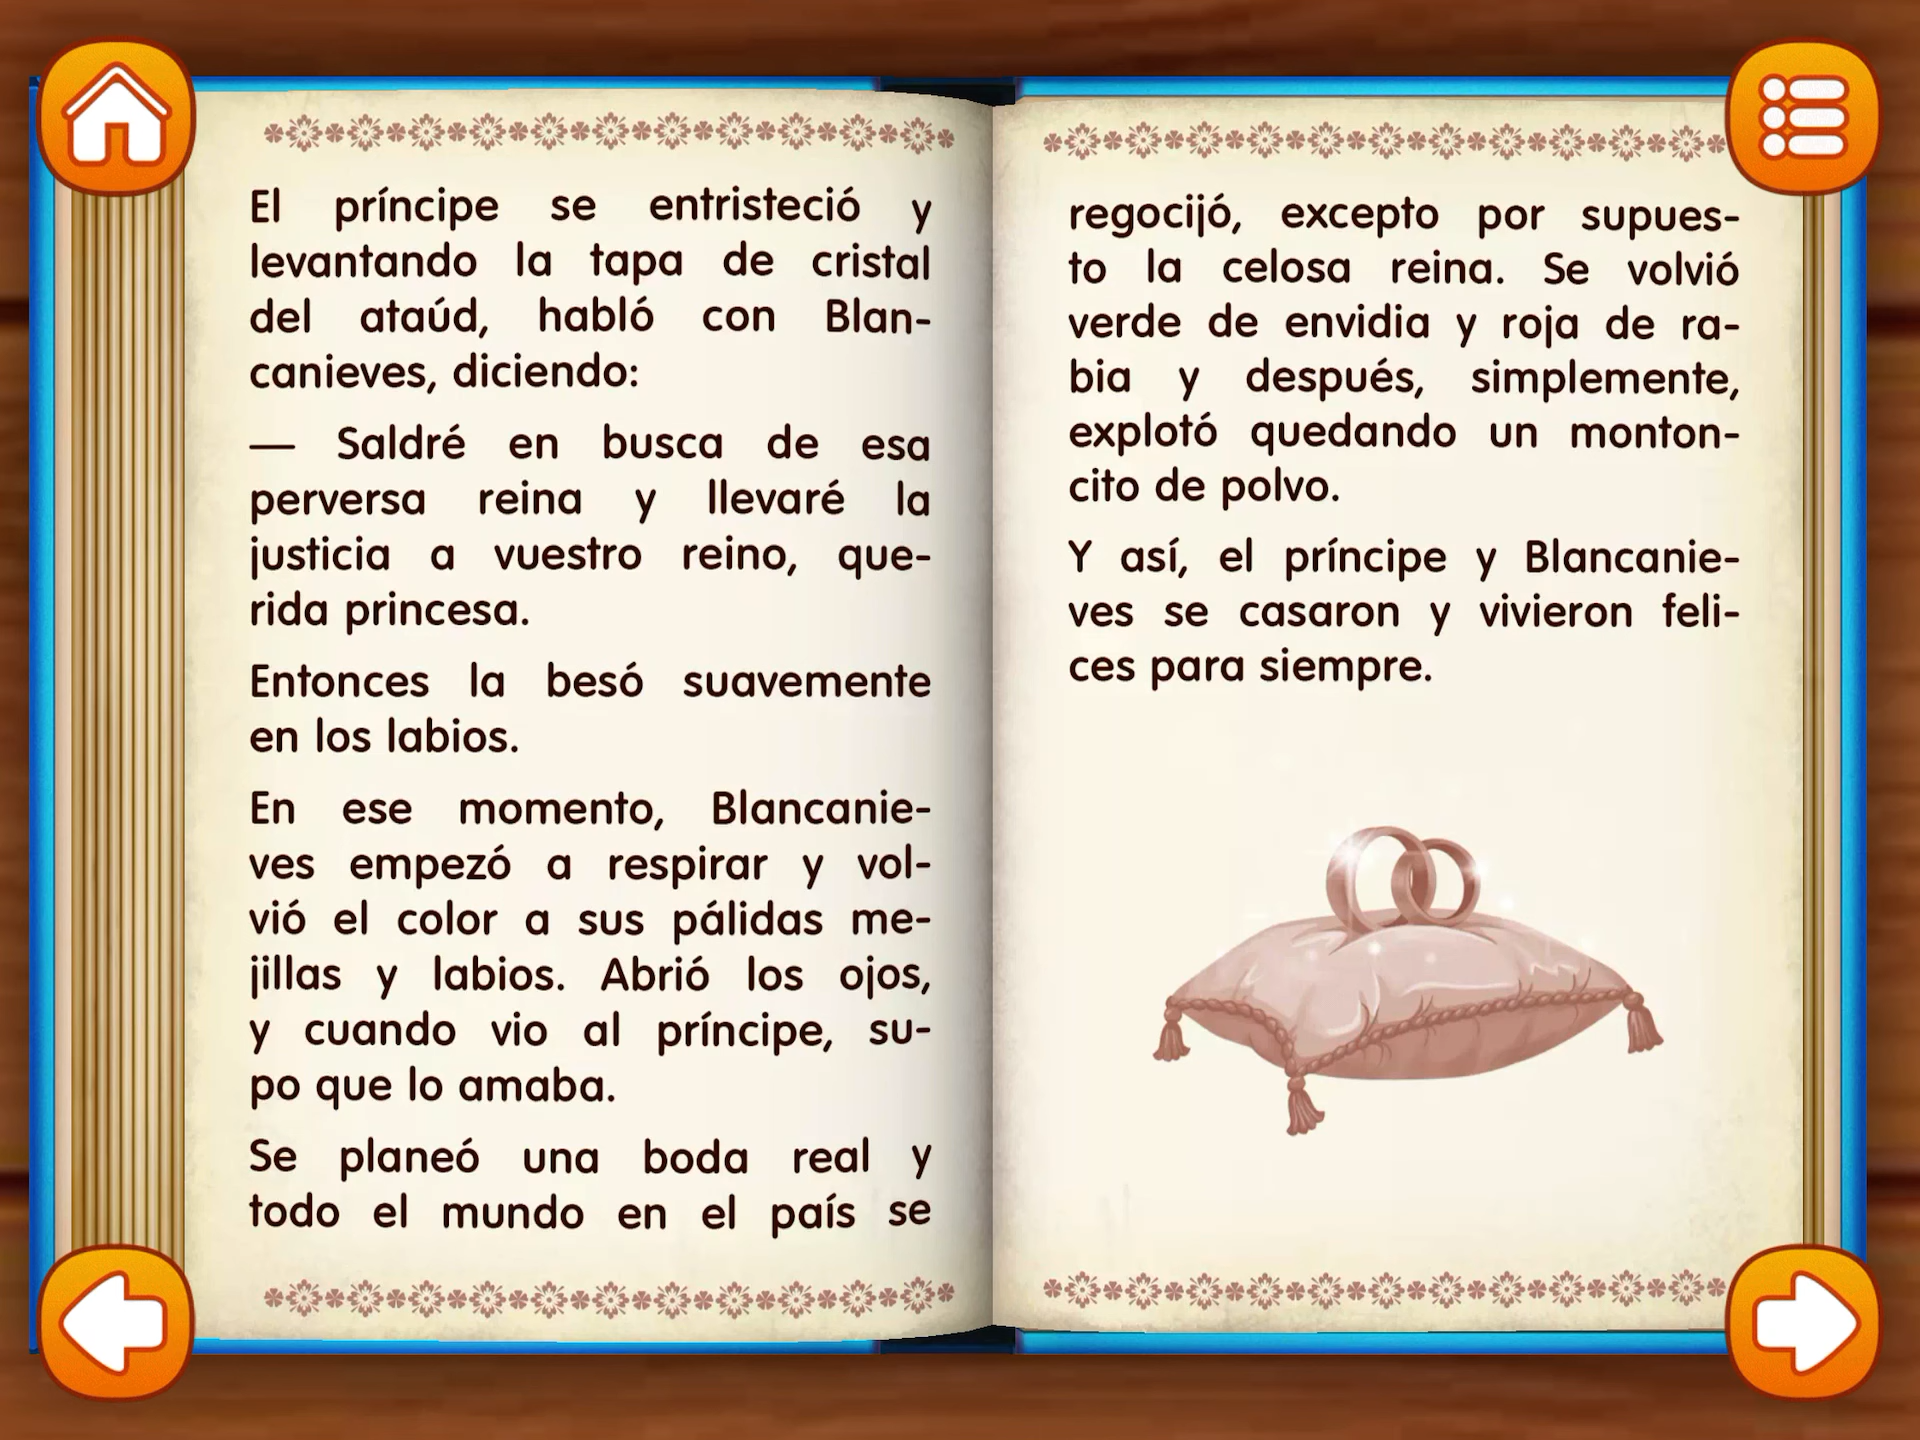 El príncipe se entristeció y
levantando la tapa de cristal
del ataúd, habló con Blan-
canieves, diciendo:
— Saldré en busca de esa
perversa reina y llevaré la
justicia a vuestro reino, que-
rida princesa.
Entonces la besó suavemente
en los labios.
En ese momento, Blancanie-
ves empezó a respirar y vol-
vió el color a sus pálidas me-
jillas y labios. Abrió los ojos,
y cuando vio al príncipe, su-
po que lo amaba.
Se planeó una boda real y
todo el mundo en el país se
regocijó, excepto por supues-
to la celosa reina. Se volvió
verde de envidia y roja de ra-
bia y después, simplemente,
explotó quedando un monton-
cito de polvo.
Y así, el príncipe y Blancanie-
ves se casaron y vivieron feli-
ces para siempre.